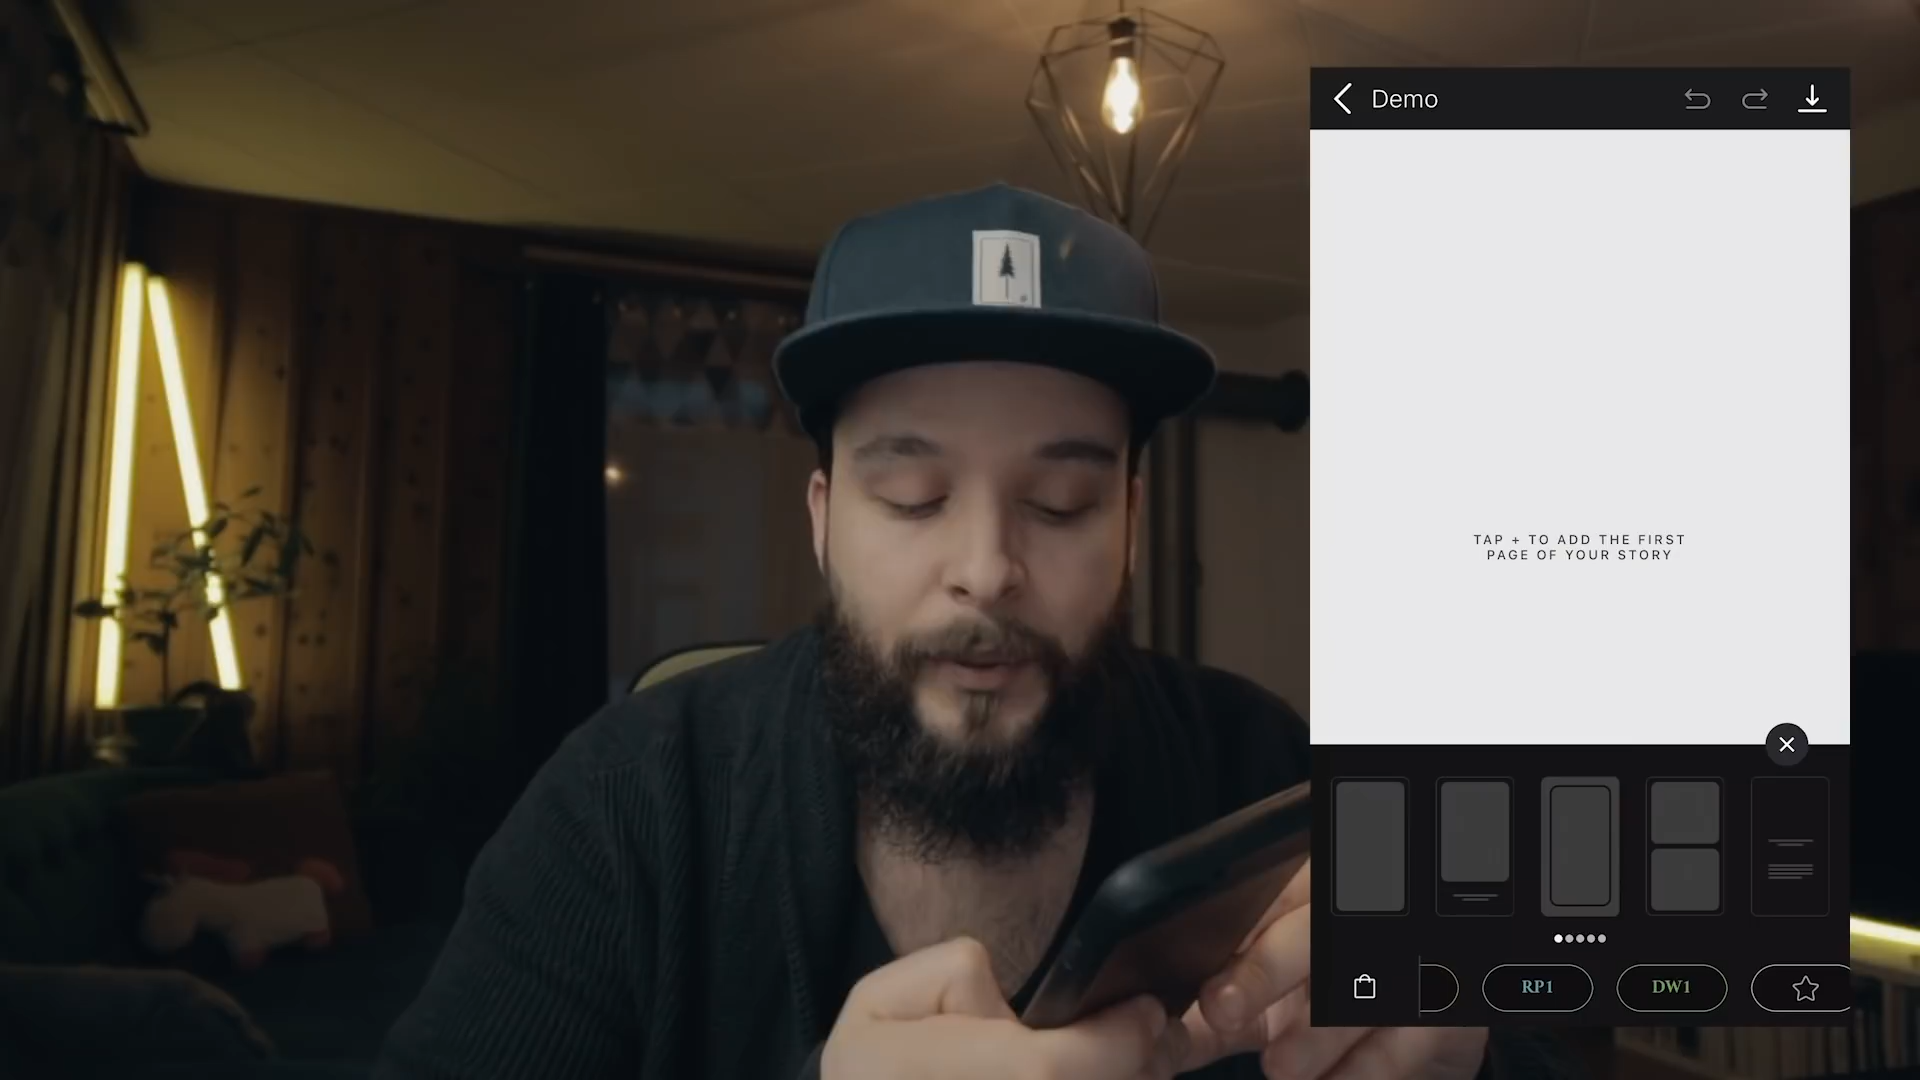 Demo
TAP + TO ADD THE FIRST
PAGE OF YOUR STORY
RP1
DW1